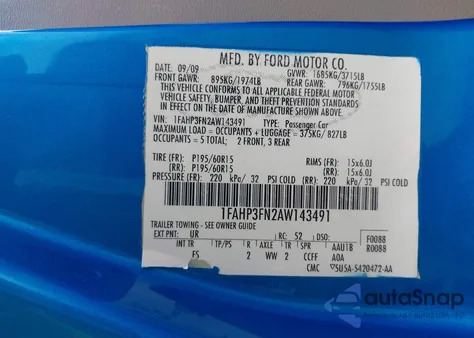 MFD. BY FORD MOTOR CO.
DATE: 09/09 GVWR: 1685KG/3715LB
FRONT GAWR: 895KG/1974LB REAR GAWR: 796KG/1755LB
THIS VEHICLE CONFORMS TO ALL APPLICABLE FEDERAL MOTOR
VEHICLE SAFETY, BUMPER, AND THEFT PREVENTION STANDARDS
IN EFFECT ON THE DATE OF MANUFACTURE SHOWN ABOVE.
VIN: 1FAHP3FN2AW143491 TYPE: Passenger Car
MAXIMUM LOAD = OCCUPANTS + LUGGAGE = 375KG/ 827LB
OCCUPANTS = 5 TOTAL; 2 FRONT, 3 REAR
TIRE (FR): P195/60R15 RIMS (FR): 15x6.0J
(RR): P195/60R15 (RR): 15x6.0J
PRESSURE (FR): 220 kPa/ 32 PSI COLD (RR): 220 kPa/ 32 PSI COLD
1FAHP3FN2AW143491
TRAILER TOWING - SEE OWNER GUIDE
EXT PNT: UR RC: 52 DSO: F0088
INT TR TP/PS R AXLE TR SPR AAU1B R0088
FS 2 WW 2 CCFF A0A
CMC 5U5A-5420472-AA
autoSnap